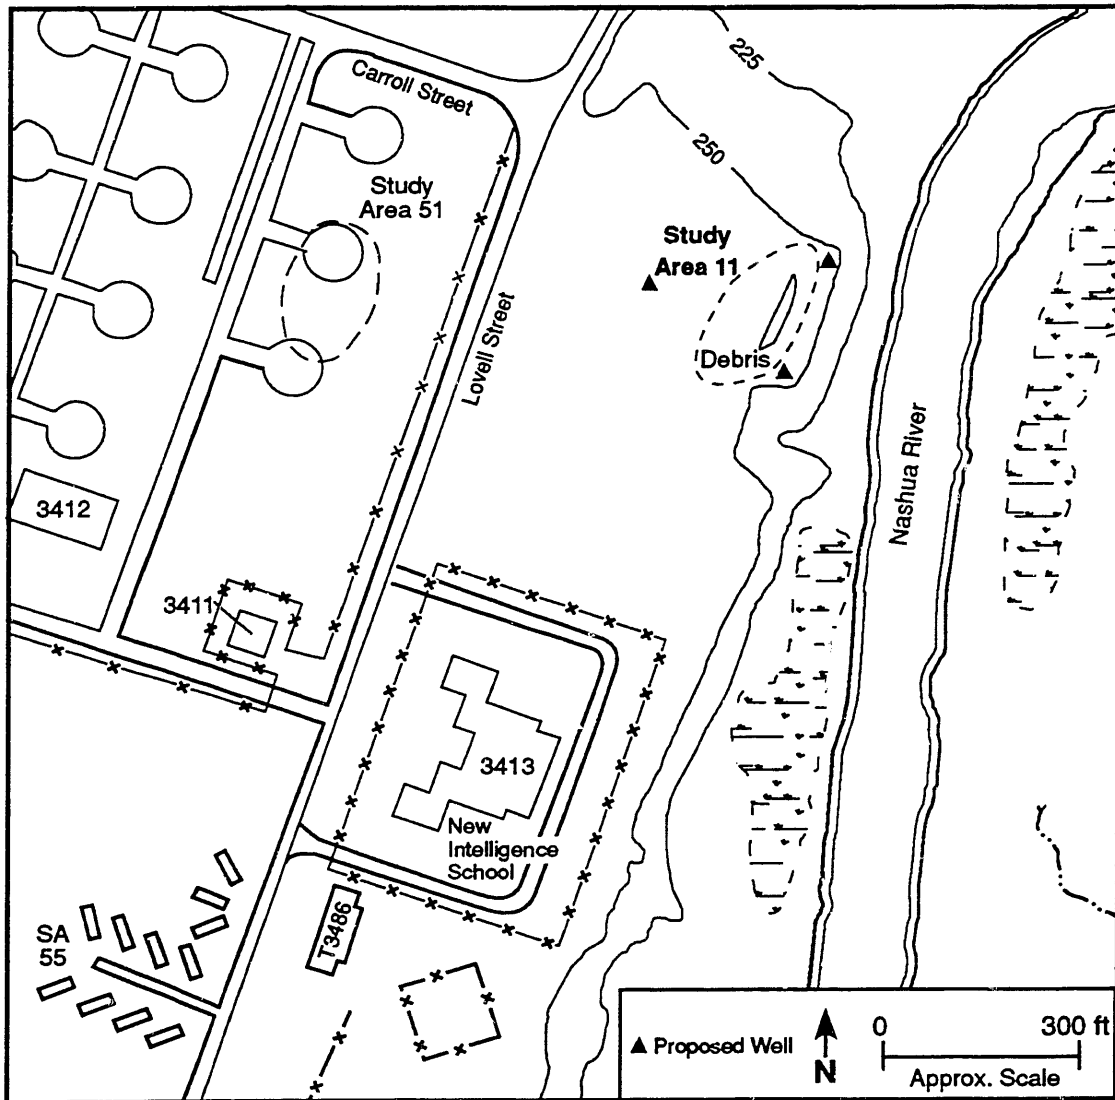 Carroll Street
225
250
Study
Area 51
Study
Area 11
Lovell Street
Debris
Nashua River
3412
3411
3413
New
Intelligence
School
T3486
SA
55
Proposed Well
N
0 300 ft
Approx. Scale